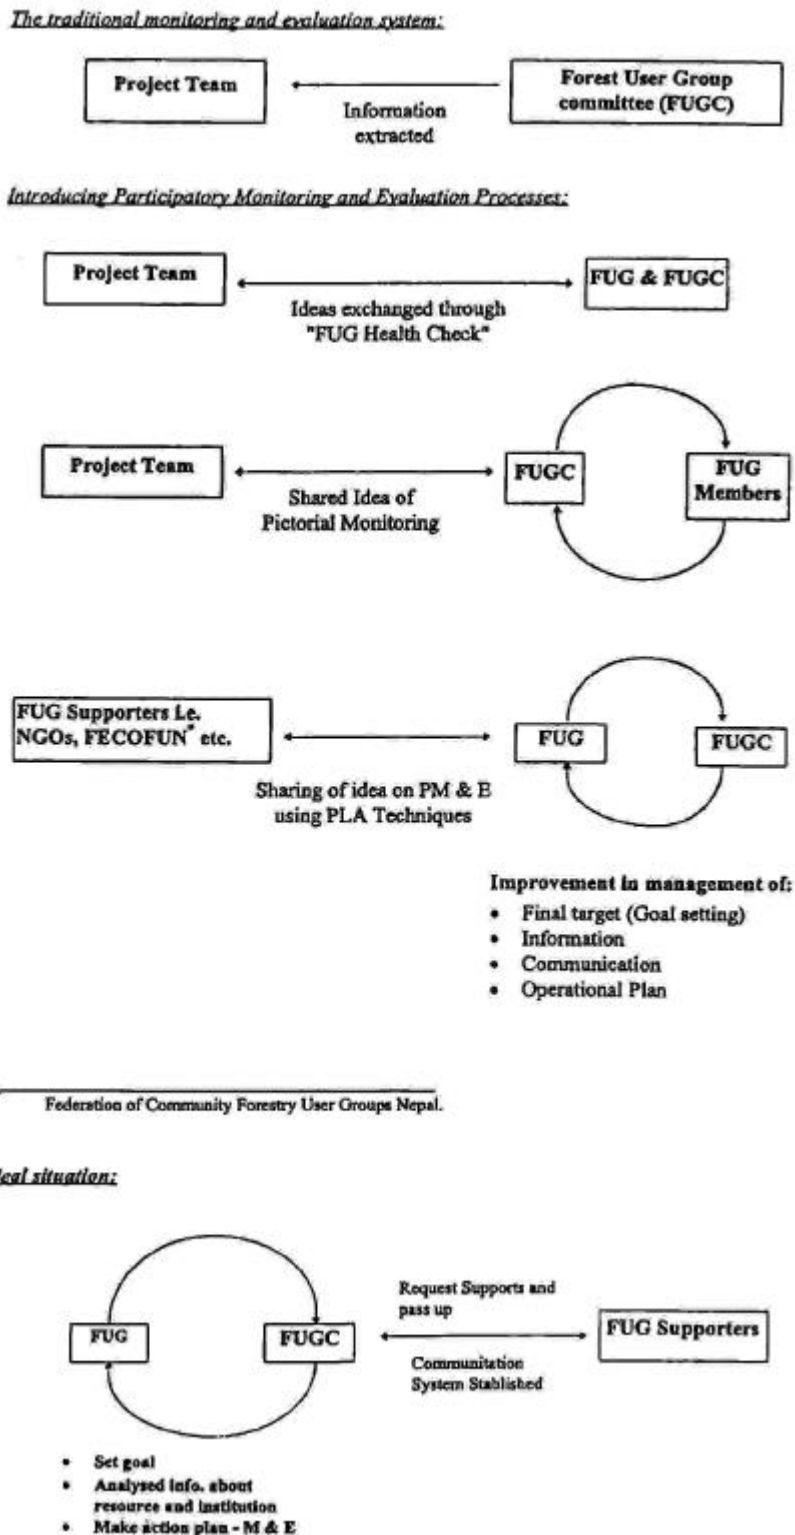 The traditional monitoring and evaluation system:
Project Team
Information
extracted
Forest User Group
committee (FUGC)
Introducing Participatory Monitoring and Evaluation Processes:
Project Team
Ideas exchanged through
"FUG Health Check"
FUG & FUGC
Project Team
Shared Idea of
Pictorial Monitoring
FUGC
FUG
Members
FUG Supporters i.e.
NGOs, FECOFUN* etc.
Sharing of idea on PM & E
using PLA Techniques
FUG
FUGC
Improvement in management of:
• Final target (Goal setting)
• Information
• Communication
• Operational Plan
Federation of Community Forestry User Groups Nepal.
deal situation:
FUG
FUGC
Request Supports and
pass up
Communitation
System Stablished
FUG Supporters
• Set goal
• Analysed info. about
resource and institution
• Make action plan - M & E